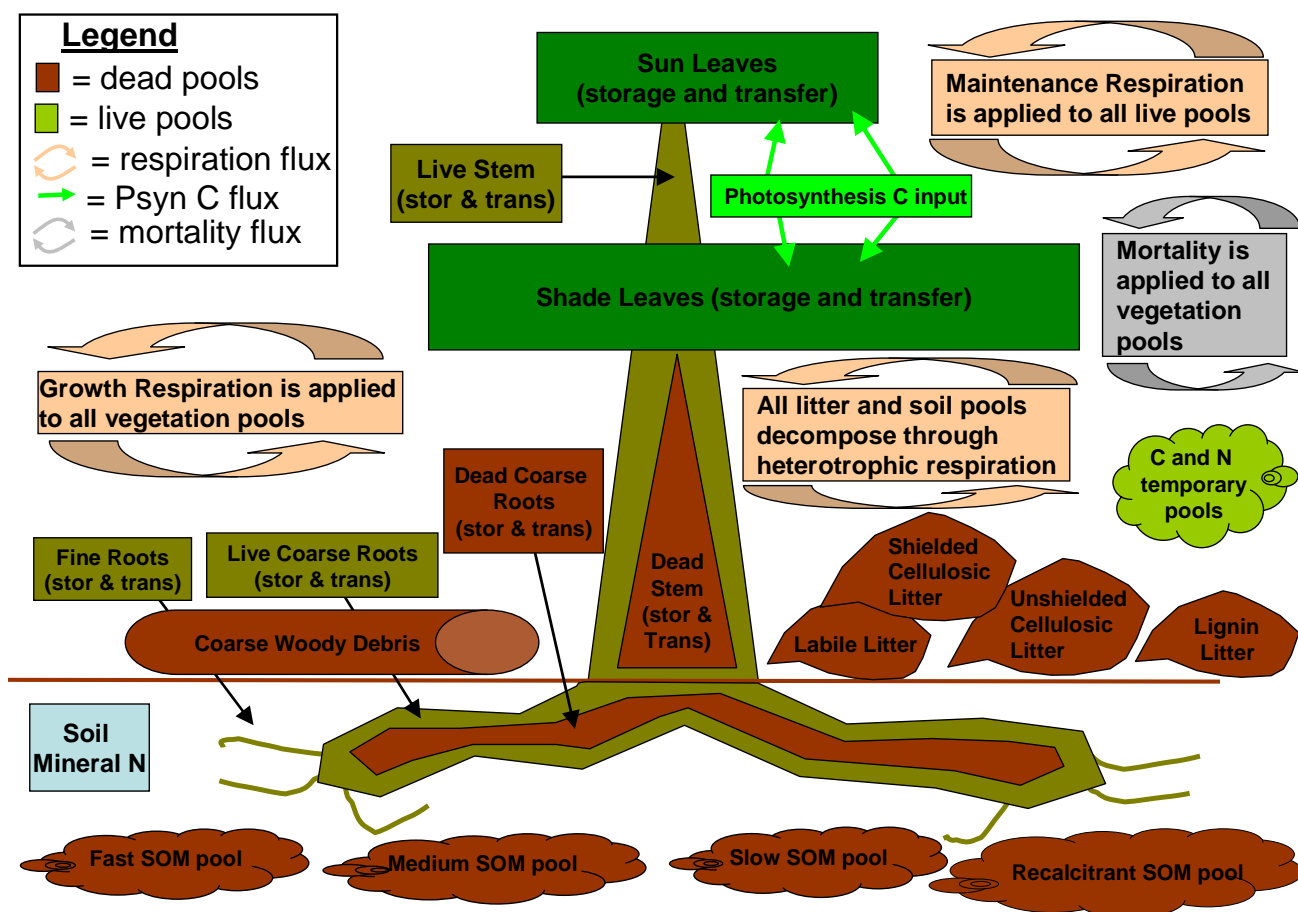 Legend
= dead pools
= live pools
= respiration flux
= Psyn C flux
= mortality flux
Sun Leaves
(storage and transfer)
Maintenance Respiration
is applied to all live pools
Live Stem
(stor & trans)
Photosynthesis C input
Mortality is
applied to all
vegetation
pools
Shade Leaves (storage and transfer)
Growth Respiration is applied
to all vegetation pools
All litter and soil pools
decompose through
heterotrophic respiration
C and N
temporary
pools
Dead Coarse
Roots
(stor & trans)
Fine Roots
(stor & trans)
Live Coarse Roots
(stor & trans)
Dead
Stem
(stor &
Trans)
Shielded
Cellulosic
Litter
Unshielded
Cellulosic
Litter
Labile Litter
Lignin
Litter
Coarse Woody Debris
Soil
Mineral N
Fast SOM pool
Medium SOM pool
Slow SOM pool
Recalcitrant SOM pool